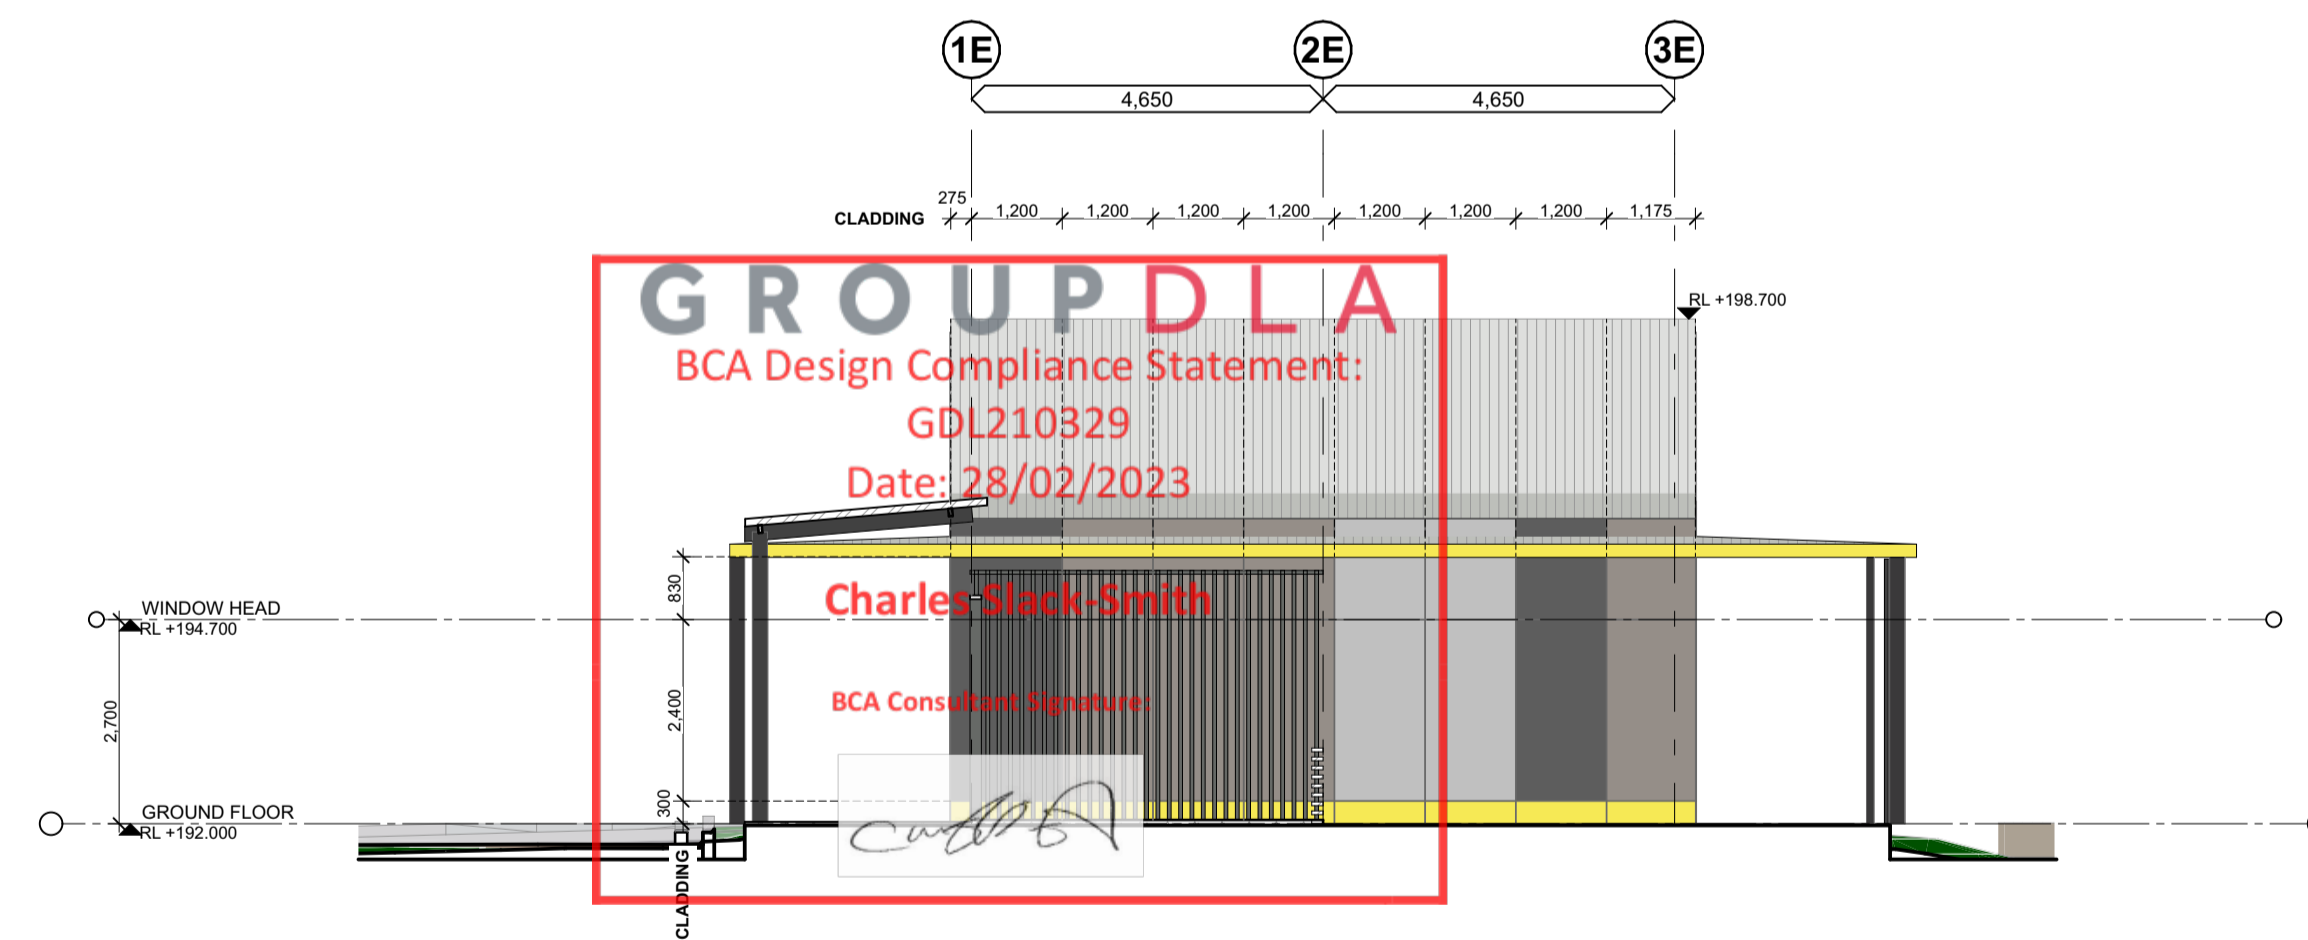 1E 2E 3E
4,650 4,650
275
CLADDING 1,200 1,200 1,200 1,200 1,200 1,200 1,200 1,175
GROUPDLA
RL +198.700
BCA Design Compliance Statement:
GDL210329
Date: 28/02/2023
830
Charles Slack-Smith
WINDOW HEAD
RL +194.700
2,700
2,400
BCA Consultant Signature:
300
GROUND FLOOR
RL +192.000
CLADDING